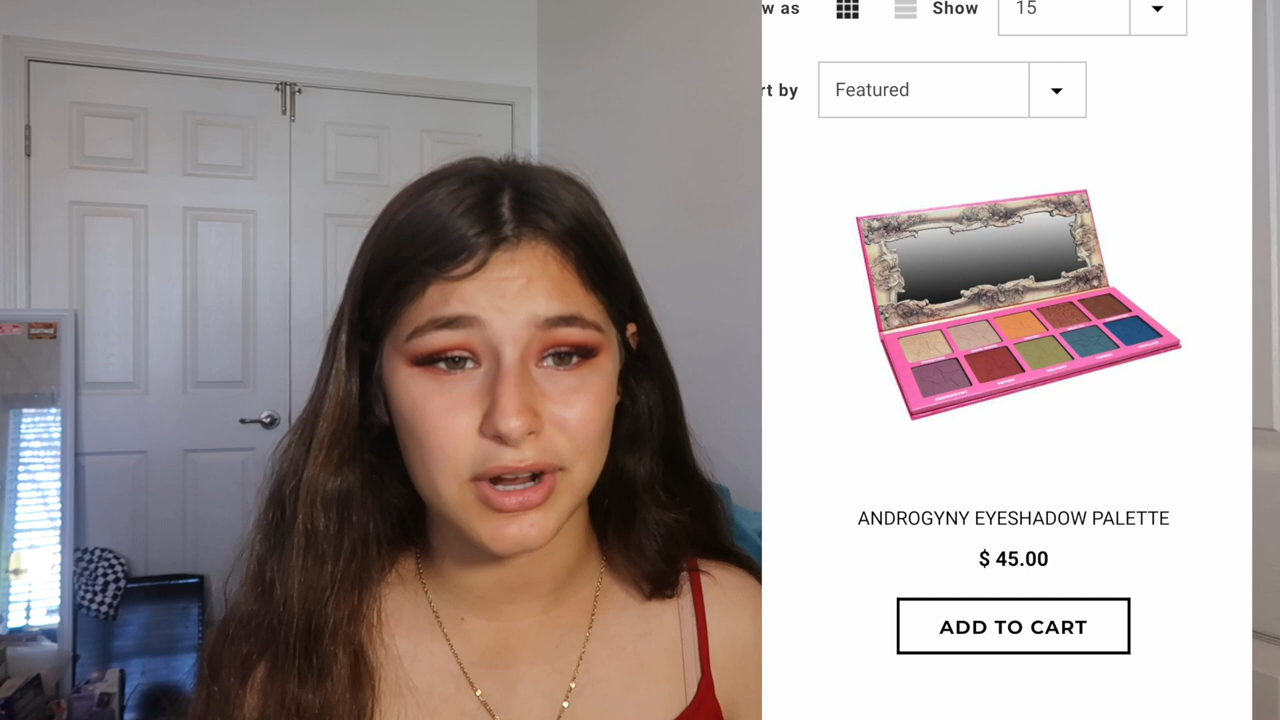 w as Show 15
rt by Featured
ANDROGYNY EYESHADOW PALETTE
$ 45.00
ADD TO CART